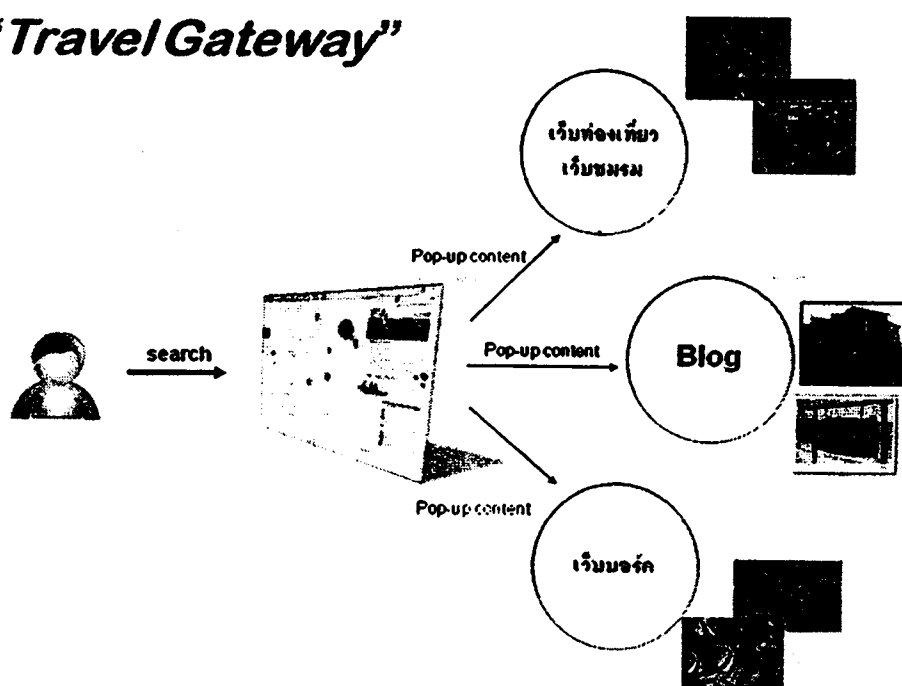 “Travel Gateway”
เว็บท่องเที่ยว
เว็บชมรม
Pop-up content
search
Pop-up content
Blog
Pop-up content
เว็บบอร์ด